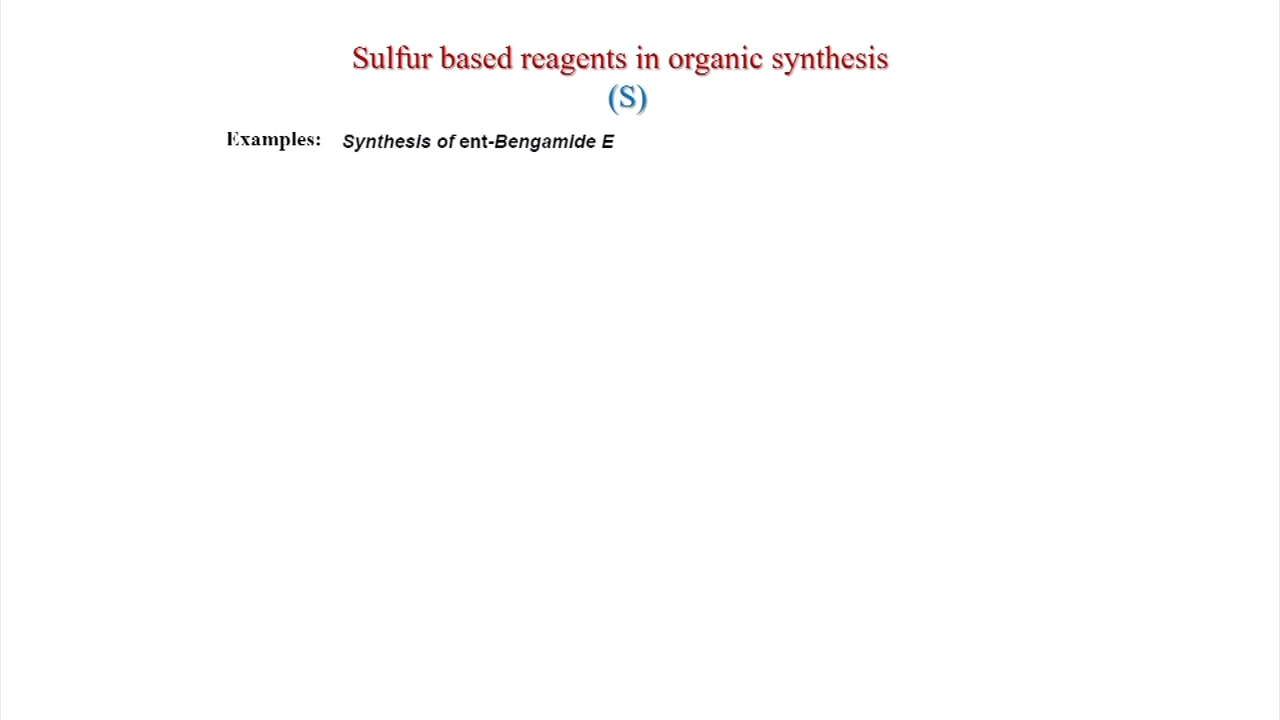 Sulfur based reagents in organic synthesis
(S)
Examples: Synthesis of ent-Bengamide E